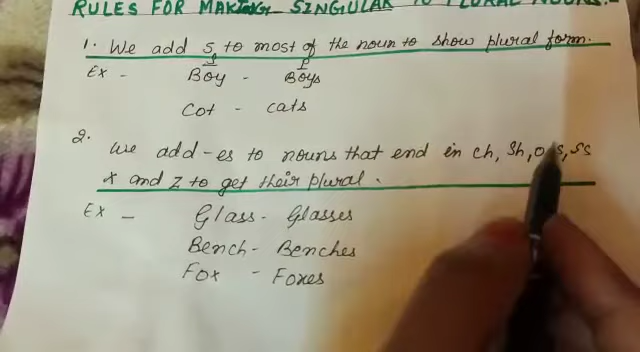 RULES FOR MAKING SINGULAR TO PLURAL NOUNS:-
1. We add s to most of the noun to show plural form.
Ex - Boy - Boys
Cot - cats
2. we add -es to nouns that end in ch, sh, o, s, ss
x and z to get their plural.
Ex - Glass - Glasses
Bench - Benches
Fox - Foxes